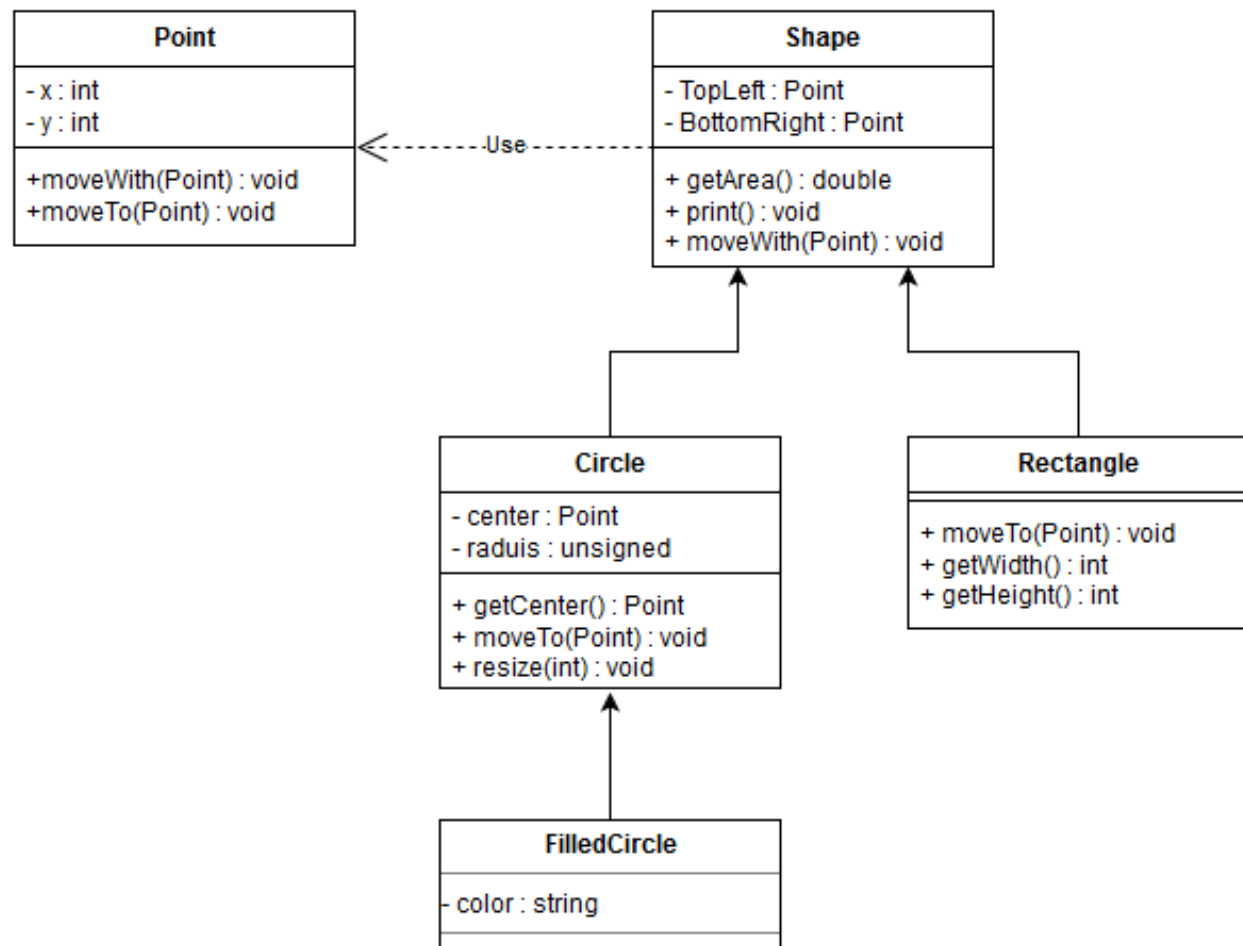 Point
- x : int
- y : int
+moveWith(Point) : void
+moveTo(Point) : void
Use
Shape
- TopLeft : Point
- BottomRight : Point
+ getArea() : double
+ print() : void
+ moveWith(Point) : void
Circle
- center : Point
- raduis : unsigned
+ getCenter() : Point
+ moveTo(Point) : void
+ resize(int) : void
Rectangle
+ moveTo(Point) : void
+ getWidth() : int
+ getHeight() : int
FilledCircle
- color : string